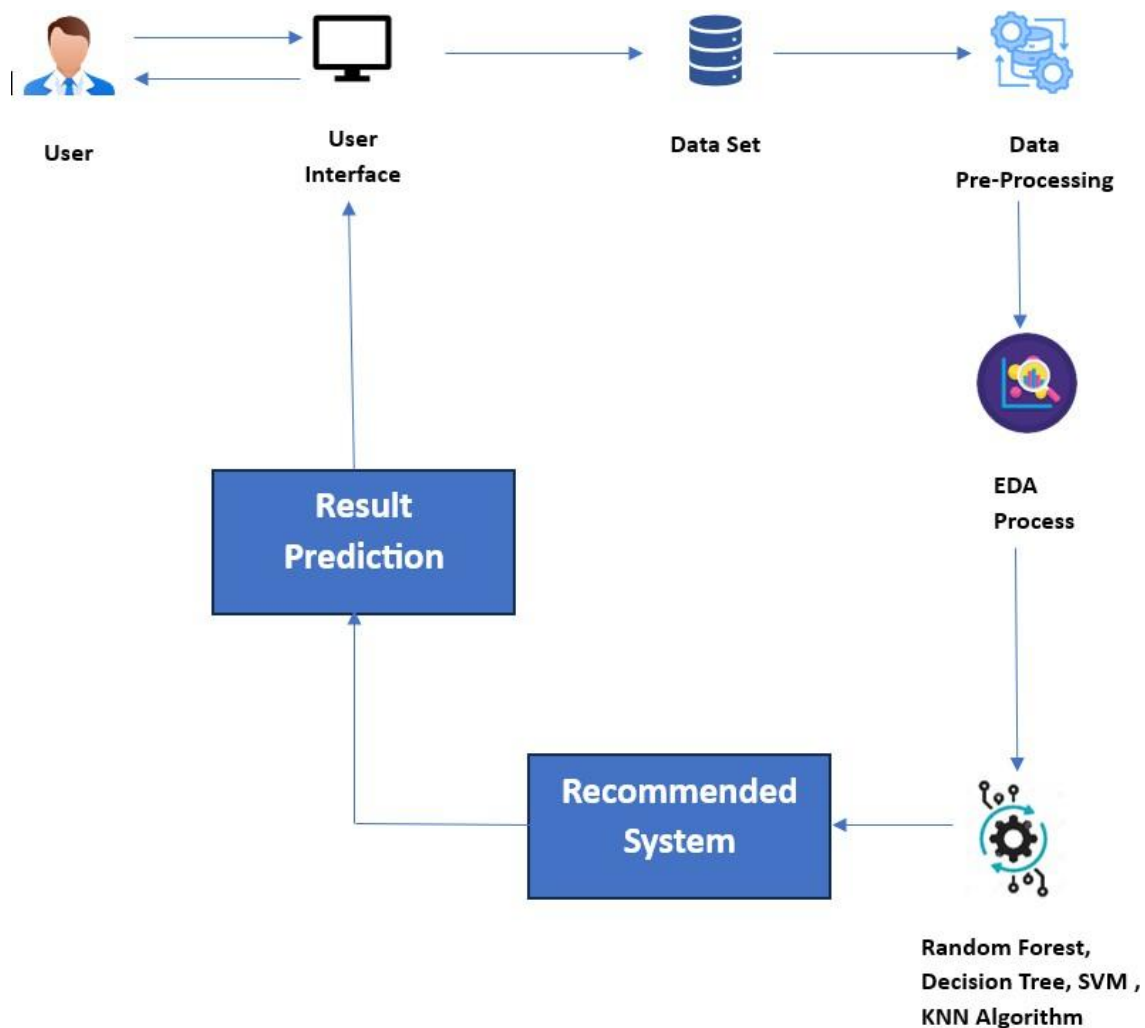 User
User
Interface
Data Set
Data
Pre-Processing
EDA
Process
Result
Prediction
Recommended
System
Random Forest,
Decision Tree, SVM ,
KNN Algorithm